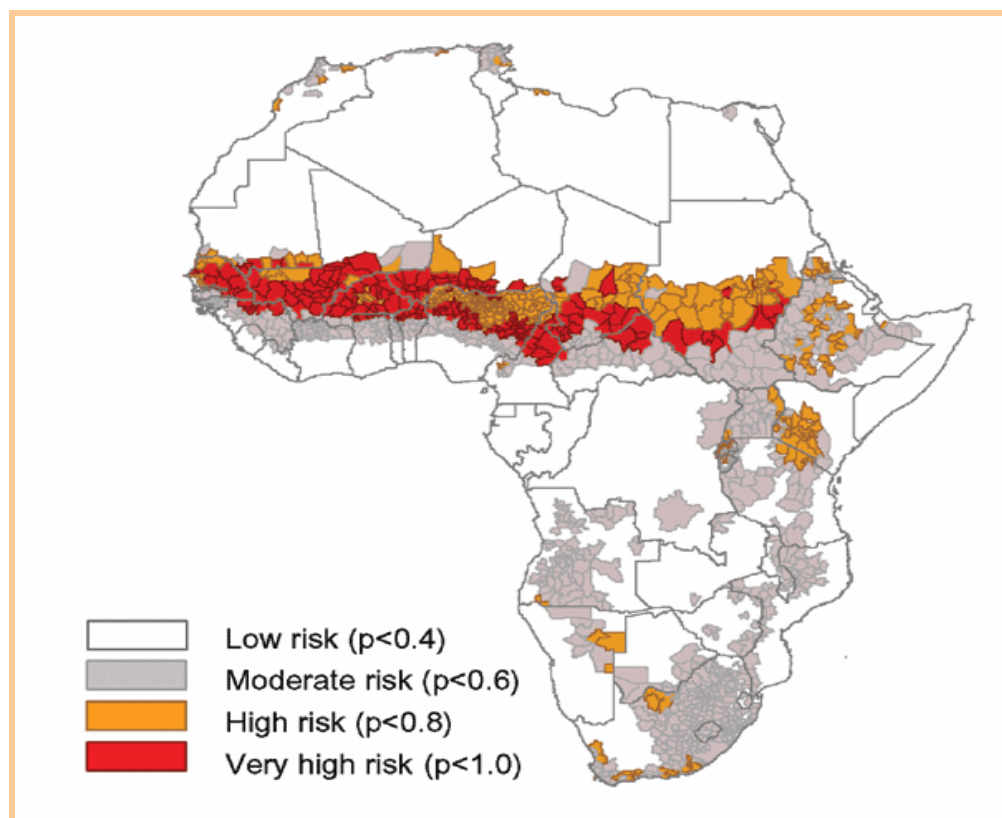 Low risk (p<0.4)
Moderate risk (p<0.6)
High risk (p<0.8)
Very high risk (p<1.0)